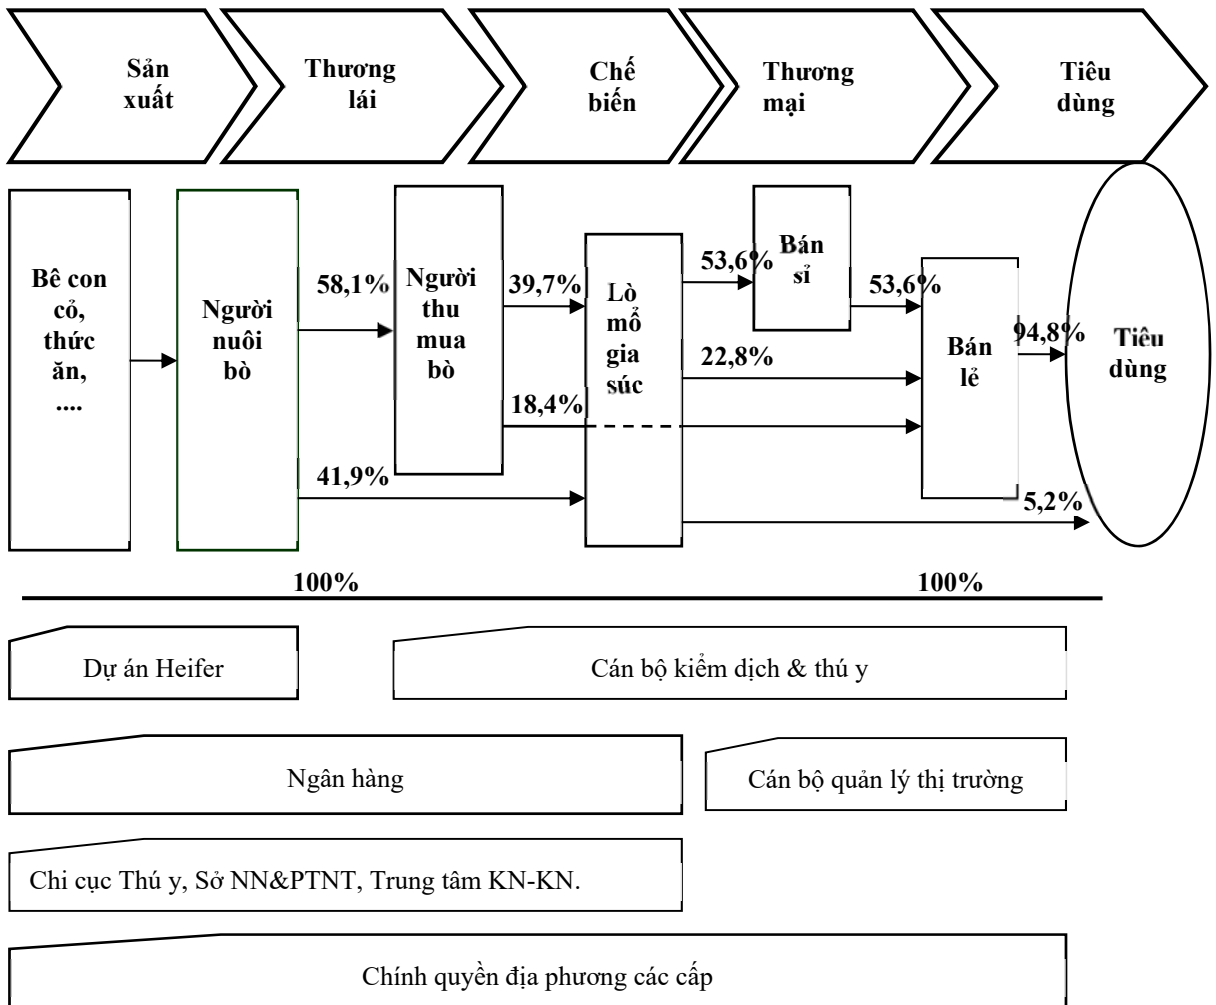 Sản
xuất
Thương
lái
Chế
biến
Thương
mại
Tiêu
dùng
Bê con
cỏ,
thức
ăn,
....
Người
nuôi
bò
58,1%
41,9%
Người
thu
mua
bò
39,7%
18,4%
Lò
mổ
gia
súc
53,6%
22,8%
Bán
sỉ
53,6%
Bán
lẻ
94,8%
5,2%
Tiêu
dùng
100%
100%
Dự án Heifer
Cán bộ kiểm dịch & thú y
Ngân hàng
Cán bộ quản lý thị trường
Chi cục Thú y, Sở NN&PTNT, Trung tâm KN-KN.
Chính quyền địa phương các cấp